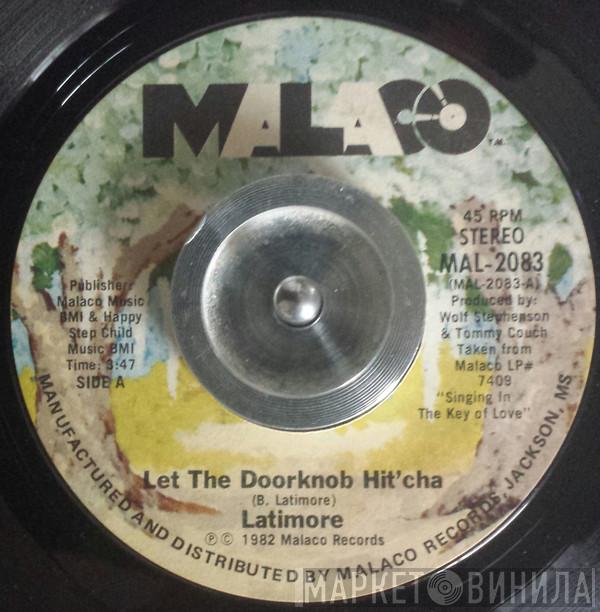 MALACO
T.M.
45 RPM
STEREO
MAL-2083
(MAL-2083-A)
Produced by:
Wolf Stephenson
& Tommy Couch
Taken from
Malaco LP#
7409
"Singing In
The Key of Love"
Publisher:
Malaco Music
BMI & Happy
Step Child
Music BMI
Time: 3:47
SIDE A
Let The Doorknob Hit'cha
(B. Latimore)
Latimore
℗ © 1982 Malaco Records
MANUFACTURED AND DISTRIBUTED BY MALACO RECORDS, JACKSON, MS
МАРКЕТ ВИНИЛА